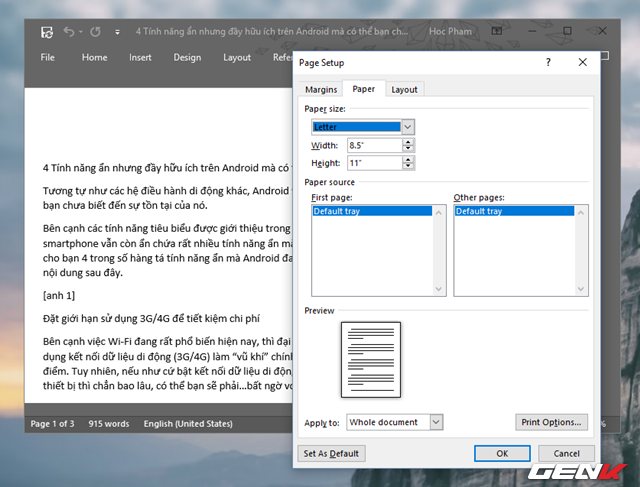 4 Tính năng ẩn nhưng đầy hữu ích trên Android mà có thể bạn ch...
Hoc Pham
File Home Insert Design Layout Refe
Page Setup
Margins Paper Layout
Paper size:
Letter
Width: 8.5"
Height: 11"
Paper source
First page: Other pages:
Default tray Default tray
Preview
Apply to: Whole document
Print Options...
Set As Default OK Cancel
4 Tính năng ẩn nhưng đầy hữu ích trên Android mà có
Tương tự như các hệ điều hành di động khác, Android
bạn chưa biết đến sự tồn tại của nó.
Bên cạnh các tính năng tiêu biểu được giới thiệu trong
smartphone vẫn còn ẩn chứa rất nhiều tính năng ẩn mà
cho bạn 4 trong số hàng tá tính năng ẩn mà Android đa
nội dung sau đây.
[anh 1]
Đặt giới hạn sử dụng 3G/4G để tiết kiệm chi phí
Bên cạnh việc Wi-Fi đang rất phổ biến hiện nay, thì đại
dụng kết nối dữ liệu di động (3G/4G) làm "vũ khí" chính
điểm. Tuy nhiên, nếu như cứ bật kết nối dữ liệu di động
thiết bị thì chẳn bao lâu, có thể bạn sẽ phải...bất ngờ vớ
Page 1 of 3 915 words English (United States) %
GENK